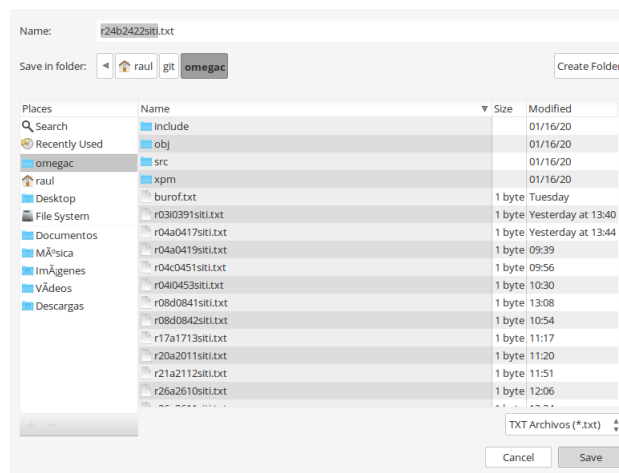 Name: r24b2422siti.txt
Save in folder: raul git omegac Create Folder
Places Name Size Modified
Search include 01/16/20
Recently Used obj 01/16/20
omegac src 01/16/20
raul xpm 01/16/20
Desktop burof.txt 1 byte Tuesday
File System r03i0391siti.txt 1 byte Yesterday at 13:40
Documentos r04a0417siti.txt 1 byte Yesterday at 13:44
MÃºsica r04a0419siti.txt 1 byte 09:39
ImÃ¡genes r04c0451siti.txt 1 byte 09:56
VÃ­deos r04i0453siti.txt 1 byte 10:30
Descargas r08d0841siti.txt 1 byte 13:08
r08d0842siti.txt 1 byte 10:54
r17a1713siti.txt 1 byte 11:17
r20a2011siti.txt 1 byte 11:20
r21a2112siti.txt 1 byte 11:51
r26a2610siti.txt 1 byte 12:06
TXT Archivos (*.txt)
Cancel Save